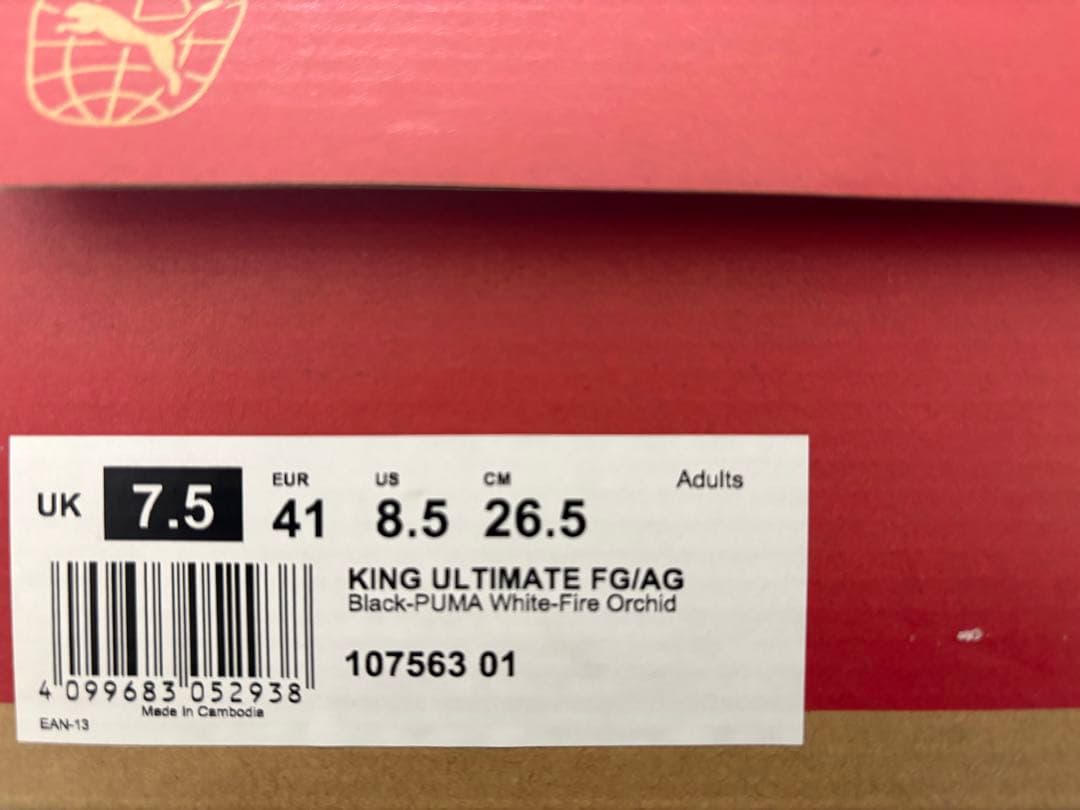 UK 7.5 EUR 41 US 8.5 CM 26.5 Adults
KING ULTIMATE FG/AG
Black-PUMA White-Fire Orchid
107563 01
4 099683 052938
Made in Cambodia
EAN-13